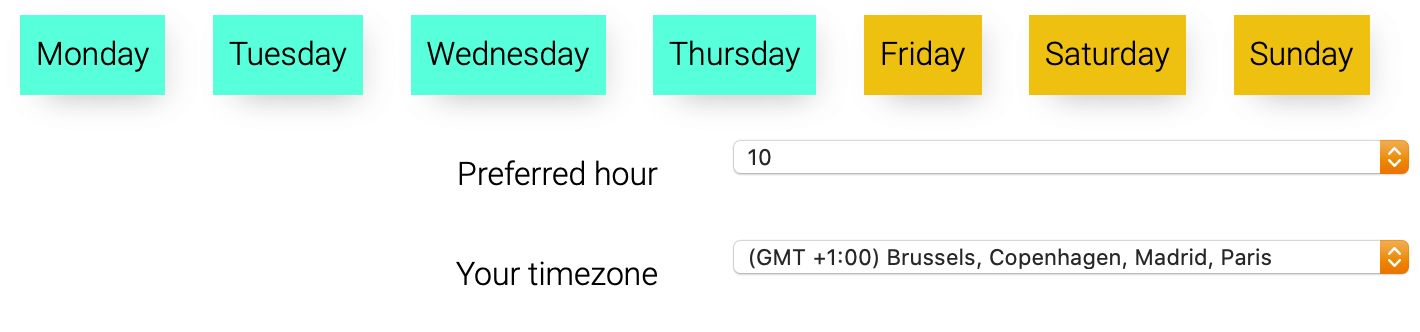 Monday Tuesday Wednesday Thursday Friday Saturday Sunday
Preferred hour 10
Your timezone (GMT +1:00) Brussels, Copenhagen, Madrid, Paris